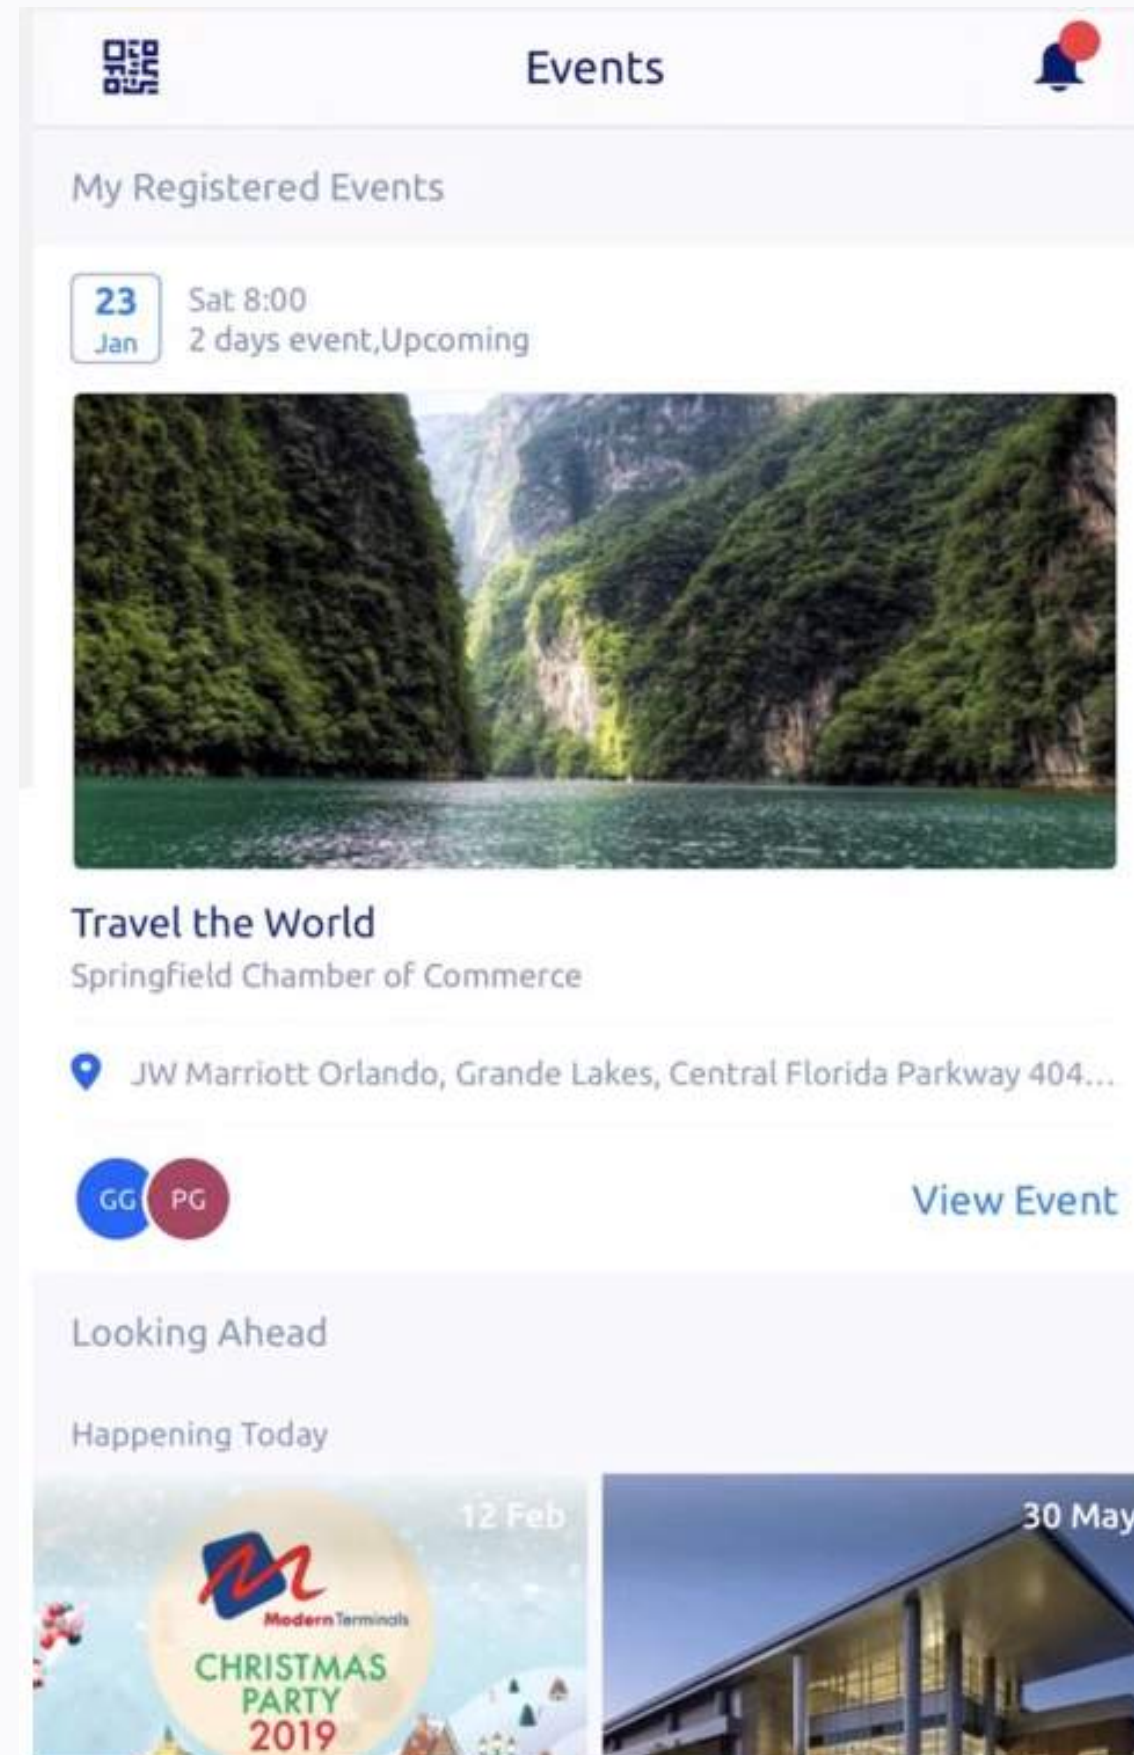 Events
My Registered Events
23
Jan
Sat 8:00
2 days event,Upcoming
Travel the World
Springfield Chamber of Commerce
JW Marriott Orlando, Grande Lakes, Central Florida Parkway 404...
GG
PG
View Event
Looking Ahead
Happening Today
12 Feb
Modern Terminals
CHRISTMAS
PARTY
2019
30 May